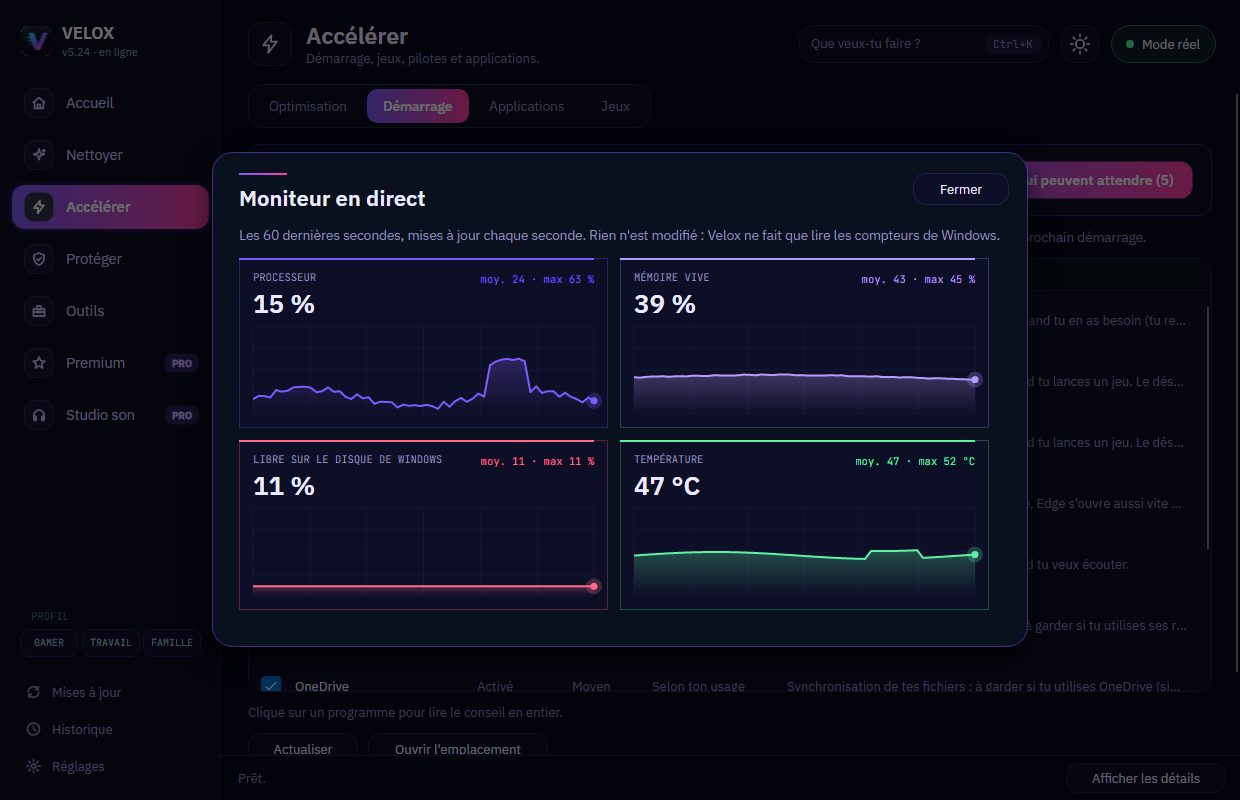 VELOX
v5.24 · en ligne
Accueil
Nettoyer
Accélérer
Protéger
Outils
Premium PRO
Studio son PRO
PROFIL
GAMER TRAVAIL FAMILLE
Mises à jour
Historique
Réglages
Accélérer
Démarrage, jeux, pilotes et applications.
Que veux-tu faire ? Ctrl+K
Mode réel
Optimisation Démarrage Applications Jeux
ui peuvent attendre (5)
rochain démarrage.
Moniteur en direct
Fermer
Les 60 dernières secondes, mises à jour chaque seconde. Rien n'est modifié : Velox ne fait que lire les compteurs de Windows.
PROCESSEUR moy. 24 · max 63 %
15 %
MÉMOIRE VIVE moy. 43 · max 45 %
39 %
LIBRE SUR LE DISQUE DE WINDOWS moy. 11 · max 11 %
11 %
TEMPÉRATURE moy. 47 · max 52 °C
47 °C
and tu en as besoin (tu re...
d tu lances un jeu. Le dés...
d tu lances un jeu. Le dés...
, Edge s'ouvre aussi vite ...
d tu veux écouter.
à garder si tu utilises ses r...
OneDrive Activé Moyen Selon ton usage Synchronisation de tes fichiers : à garder si tu utilises OneDrive (si...
Clique sur un programme pour lire le conseil en entier.
Actualiser Ouvrir l'emplacement
Prêt.
Afficher les détails